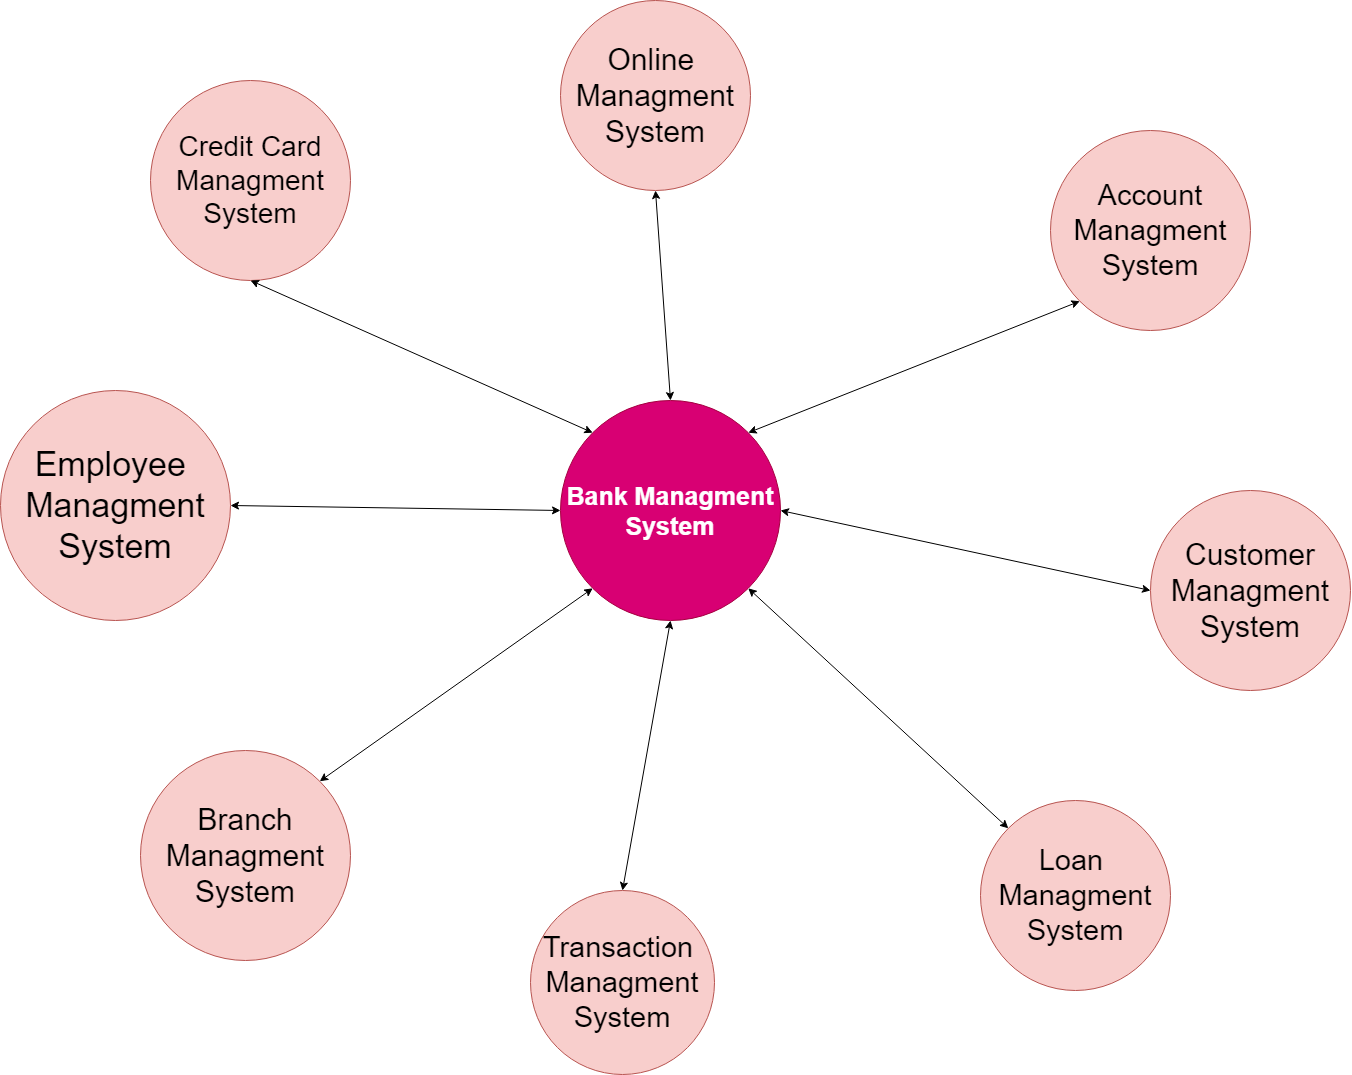 Online
Managment
System
Credit Card
Managment
System
Account
Managment
System
Employee
Managment
System
Bank Managment
System
Customer
Managment
System
Branch
Managment
System
Loan
Managment
System
Transaction
Managment
System